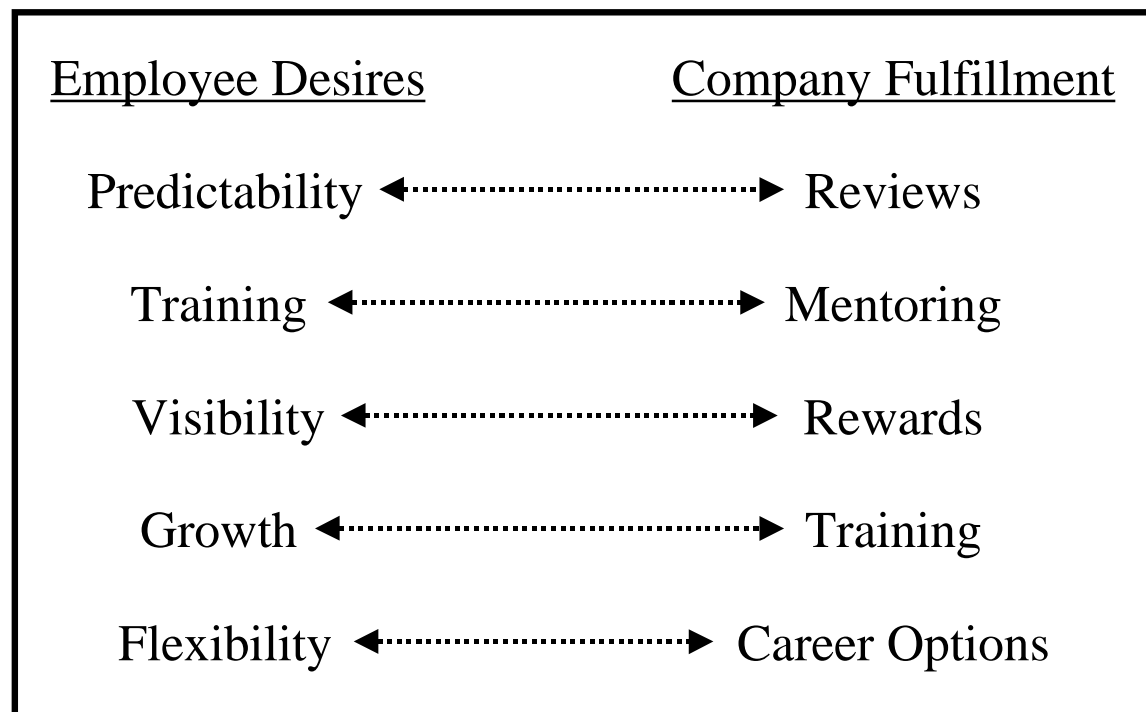 Employee Desires Company Fulfillment
Predictability Reviews
Training Mentoring
Visibility Rewards
Growth Training
Flexibility Career Options